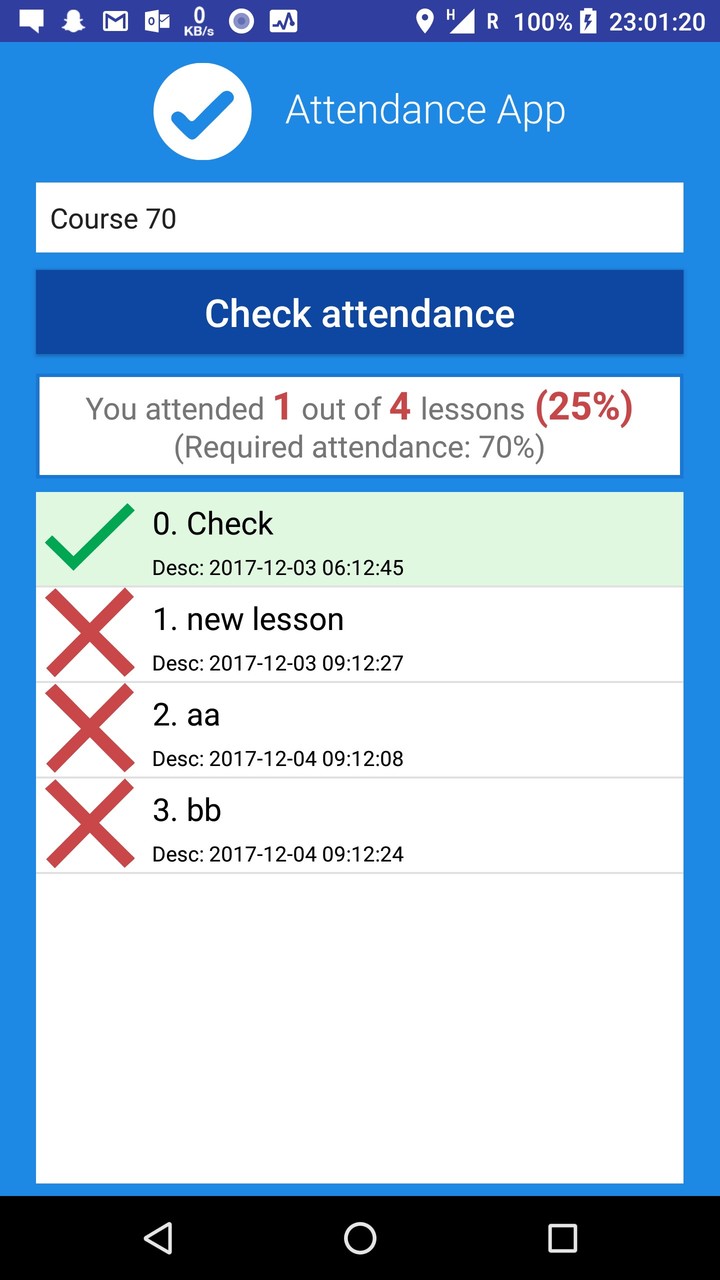 0 KB/s H R 100% 23:01:20
Attendance App
Course 70
Check attendance
You attended 1 out of 4 lessons (25%)
(Required attendance: 70%)
0. Check
Desc: 2017-12-03 06:12:45
1. new lesson
Desc: 2017-12-03 09:12:27
2. aa
Desc: 2017-12-04 09:12:08
3. bb
Desc: 2017-12-04 09:12:24